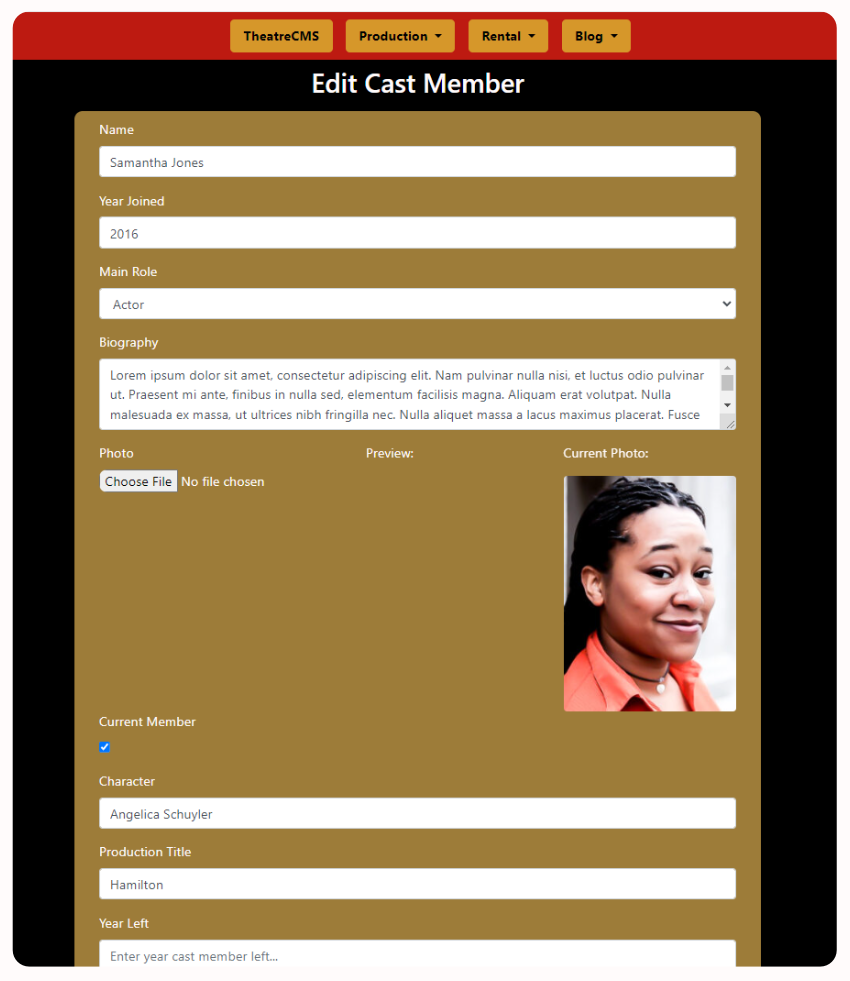 TheatreCMS Production Rental Blog
Edit Cast Member
Name
Samantha Jones
Year Joined
2016
Main Role
Actor
Biography
Lorem ipsum dolor sit amet, consectetur adipiscing elit. Nam pulvinar nulla nisi, et luctus odio pulvinar
ut. Praesent mi ante, finibus in nulla sed, elementum facilisis magna. Aliquam erat volutpat. Nulla
malesuada ex massa, ut ultrices nibh fringilla nec. Nulla aliquet massa a lacus maximus placerat. Fusce
Photo Preview: Current Photo:
Choose File No file chosen
Current Member
Character
Angelica Schuyler
Production Title
Hamilton
Year Left
Enter year cast member left...